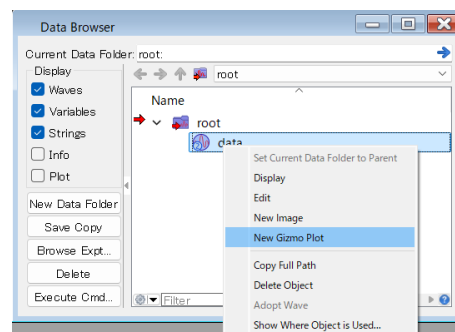 Data Browser
Current Data Folder: root:
Display
Waves
Variables
Strings
Info
Plot
New Data Folder
Save Copy
Browse Expt...
Delete
Execute Cmd...
root
Name
root
data
Set Current Data Folder to Parent
Display
Edit
New Image
New Gizmo Plot
Copy Full Path
Delete Object
Adopt Wave
Show Where Object is Used...
Filter